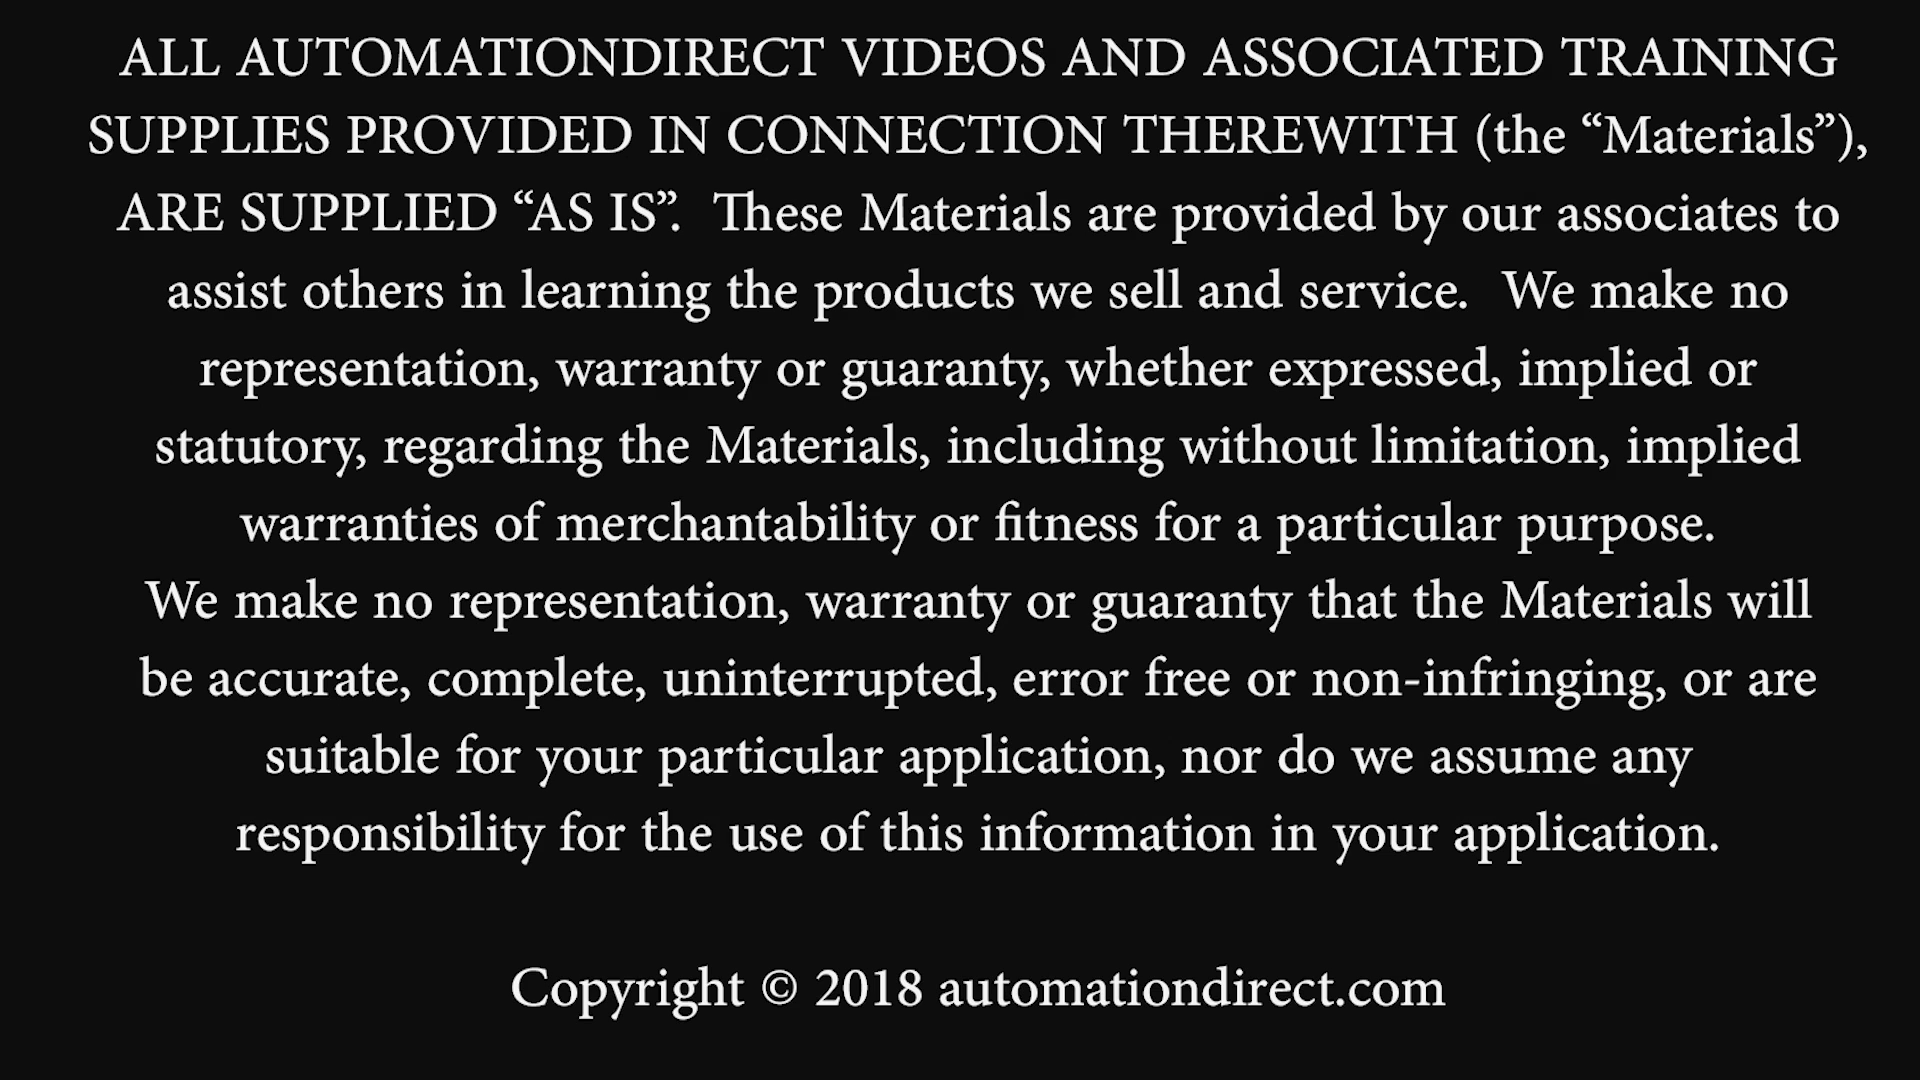 ALL AUTOMATIONDIRECT VIDEOS AND ASSOCIATED TRAINING
SUPPLIES PROVIDED IN CONNECTION THEREWITH (the “Materials”),
ARE SUPPLIED “AS IS”.  These Materials are provided by our associates to
assist others in learning the products we sell and service.  We make no
representation, warranty or guaranty, whether expressed, implied or
statutory, regarding the Materials, including without limitation, implied
warranties of merchantability or fitness for a particular purpose.
We make no representation, warranty or guaranty that the Materials will
be accurate, complete, uninterrupted, error free or non-infringing, or are
suitable for your particular application, nor do we assume any
responsibility for the use of this information in your application.
Copyright © 2018 automationdirect.com